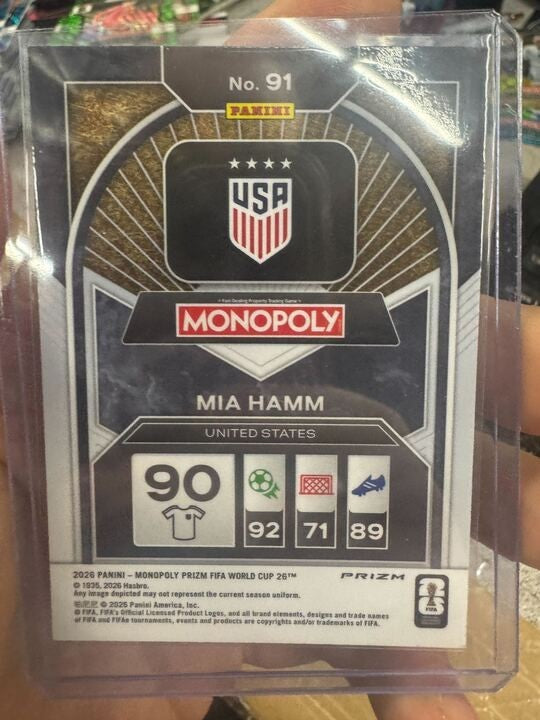 No. 91
PANINI
USA
Fast-Dealing Property Trading Game
MONOPOLY
MIA HAMM
UNITED STATES
90
92
71
89
2026 PANINI – MONOPOLY PRIZM FIFA WORLD CUP 26™
PRIZM
© 1935, 2026 Hasbro.
Any image depicted may not represent the current season uniform.
© 2026 Panini America, Inc.
© FIFA, FIFA's Official Licensed Product Logos, and all brand elements, designs and trade names
of FIFA and FIFAe tournaments, events and products are copyrights and/or trademarks of FIFA.
FIFA